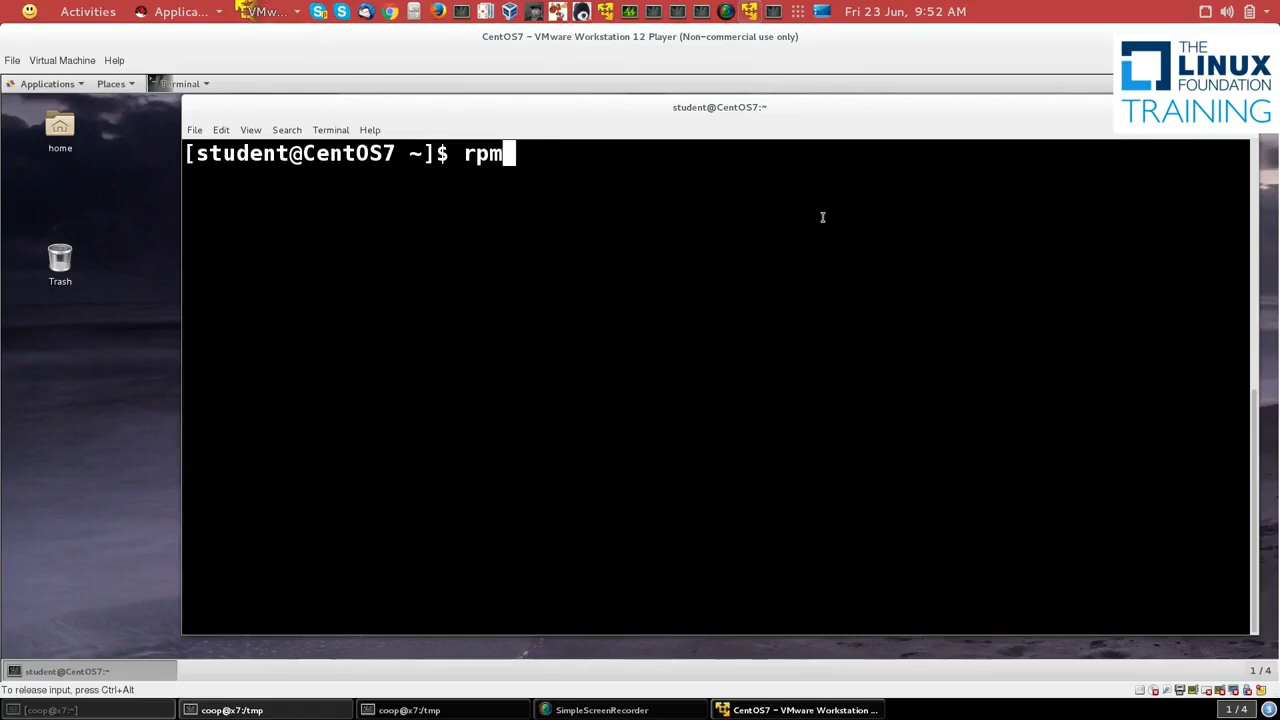 Activities Applica... VMw... Fri 23 Jun, 9:52 AM
CentOS7 - VMware Workstation 12 Player (Non-commercial use only)
File Virtual Machine Help
THE
LINUX
FOUNDATION
TRAINING
Applications Places Terminal
student@CentOS7:~
File Edit View Search Terminal Help
[student@CentOS7 ~]$ rpm
home
Trash
student@CentOS7:~
1 / 4
To release input, press Ctrl+Alt
[coop@x7:~]
coop@x7:/tmp
coop@x7:/tmp
SimpleScreenRecorder
CentOS7 - VMware Workstation ...
1 / 4
3